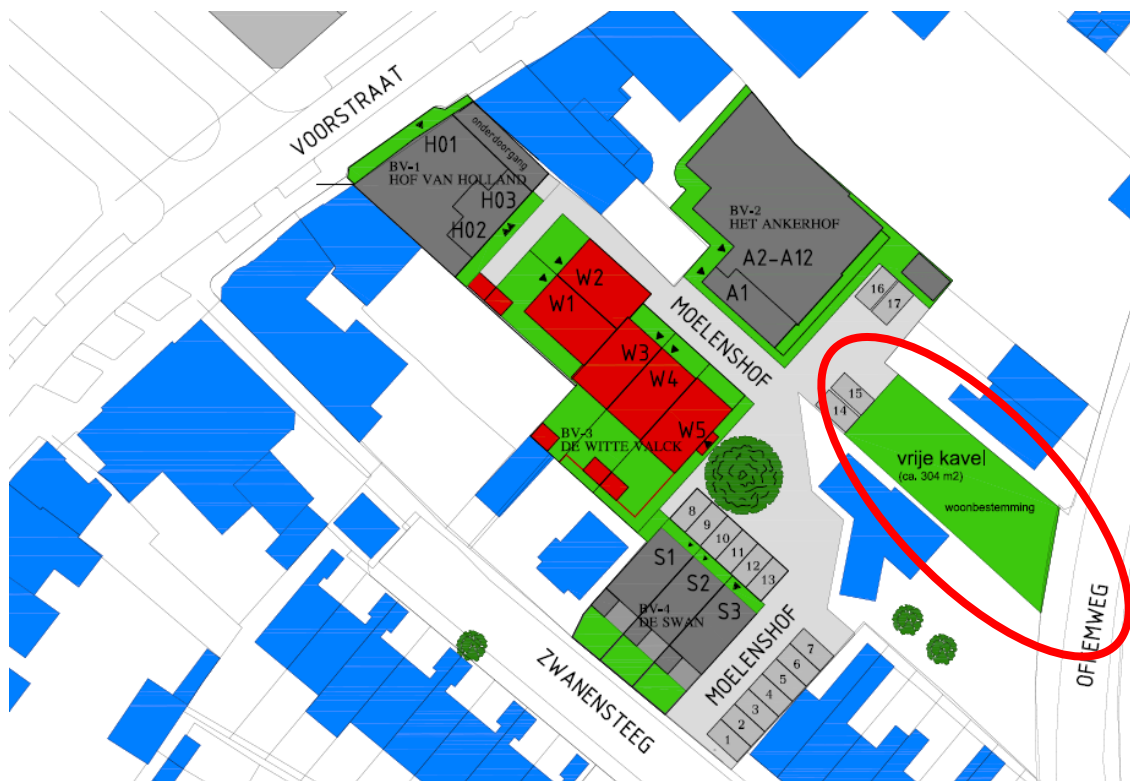 VOORSTRAAT
onderdoorgang
H01
BV-1
HOF VAN HOLLAND
H03
H02
BV-2
HET ANKERHOF
A2-A12
A1
16
17
W2
W1
MOELENSHOF
W3
W4
W5
BV-3
DE WITTE VALCK
15
14
vrije kavel
(ca. 304 m2)
woonbestemming
8
9
10
11
12
13
S1
S2
S3
BV-4
DE SWAN
MOELENSHOF
7
6
5
4
3
2
1
ZWANENSTEEG
OFFEMWEG